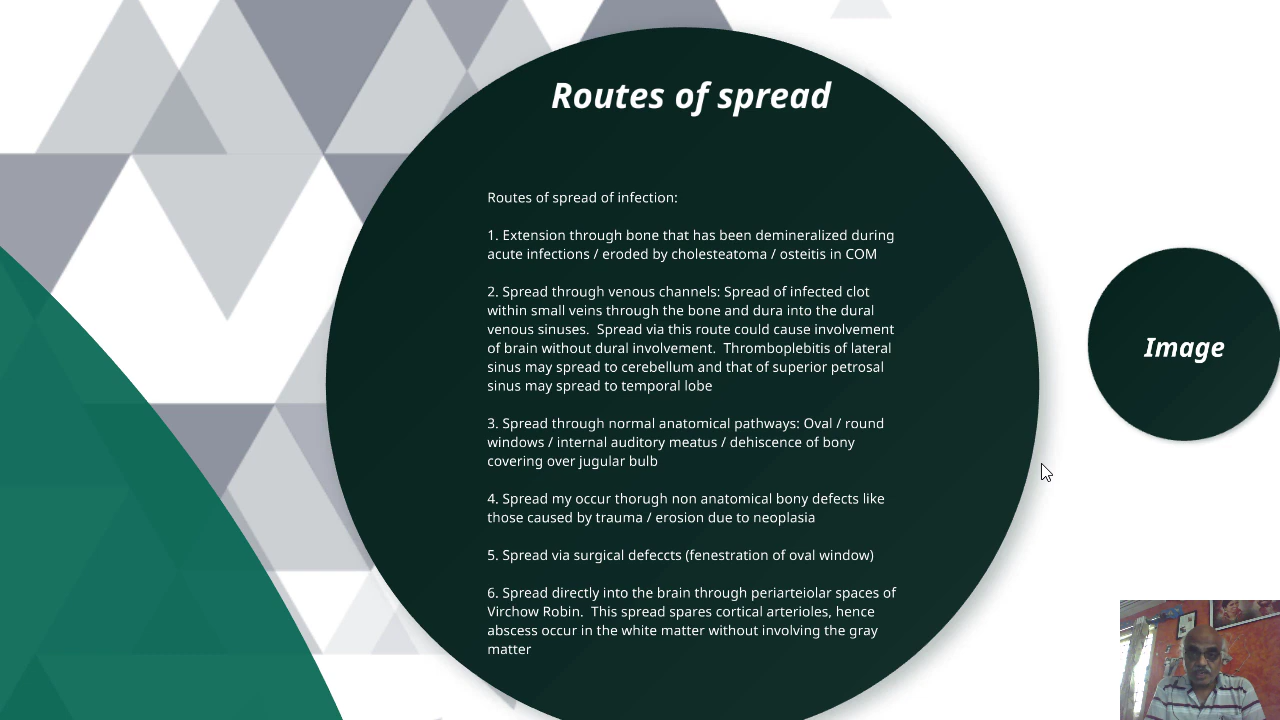 Routes of spread
Routes of spread of infection:
1. Extension through bone that has been demineralized during
acute infections / eroded by cholesteatoma / osteitis in COM
2. Spread through venous channels: Spread of infected clot
within small veins through the bone and dura into the dural
venous sinuses.  Spread via this route could cause involvement
of brain without dural involvement.  Thromboplebitis of lateral
sinus may spread to cerebellum and that of superior petrosal
sinus may spread to temporal lobe
3. Spread through normal anatomical pathways: Oval / round
windows / internal auditory meatus / dehiscence of bony
covering over jugular bulb
4. Spread my occur thorugh non anatomical bony defects like
those caused by trauma / erosion due to neoplasia
5. Spread via surgical defeccts (fenestration of oval window)
6. Spread directly into the brain through periarteiolar spaces of
Virchow Robin.  This spread spares cortical arterioles, hence
abscess occur in the white matter without involving the gray
matter
Image